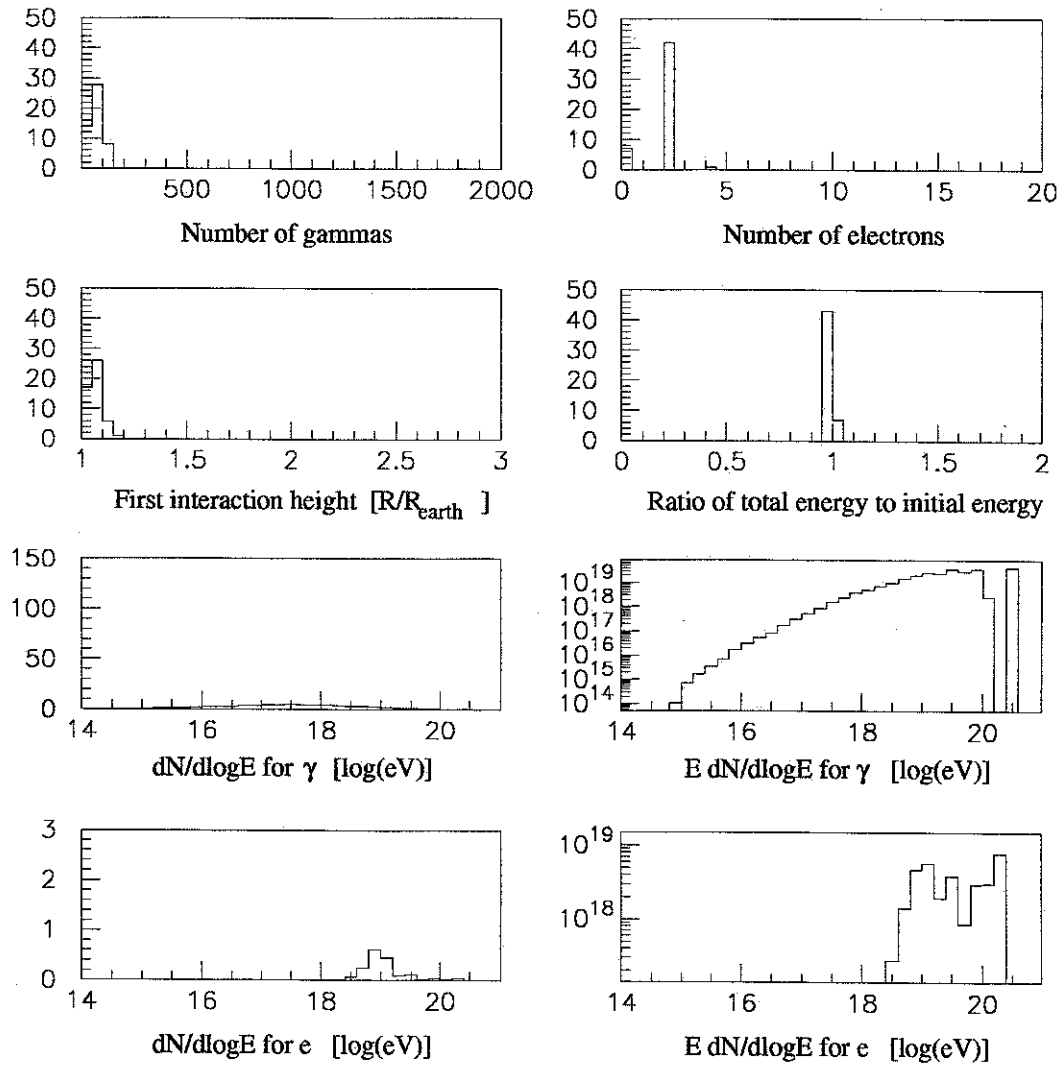 50
40
30
20
10
0
500 1000 1500 2000
Number of gammas
50
40
30
20
10
0
0 5 10 15 20
Number of electrons
50
40
30
20
10
0
1 1.5 2 2.5 3
First interaction height [R/R_earth ]
50
40
30
20
10
0
0 0.5 1 1.5 2
Ratio of total energy to initial energy
150
100
50
0
14 16 18 20
dN/dlogE for γ [log(eV)]
10^19
10^18
10^17
10^16
10^15
10^14
14 16 18 20
E dN/dlogE for γ [log(eV)]
3
2
1
0
14 16 18 20
dN/dlogE for e [log(eV)]
10^19
10^18
14 16 18 20
E dN/dlogE for e [log(eV)]